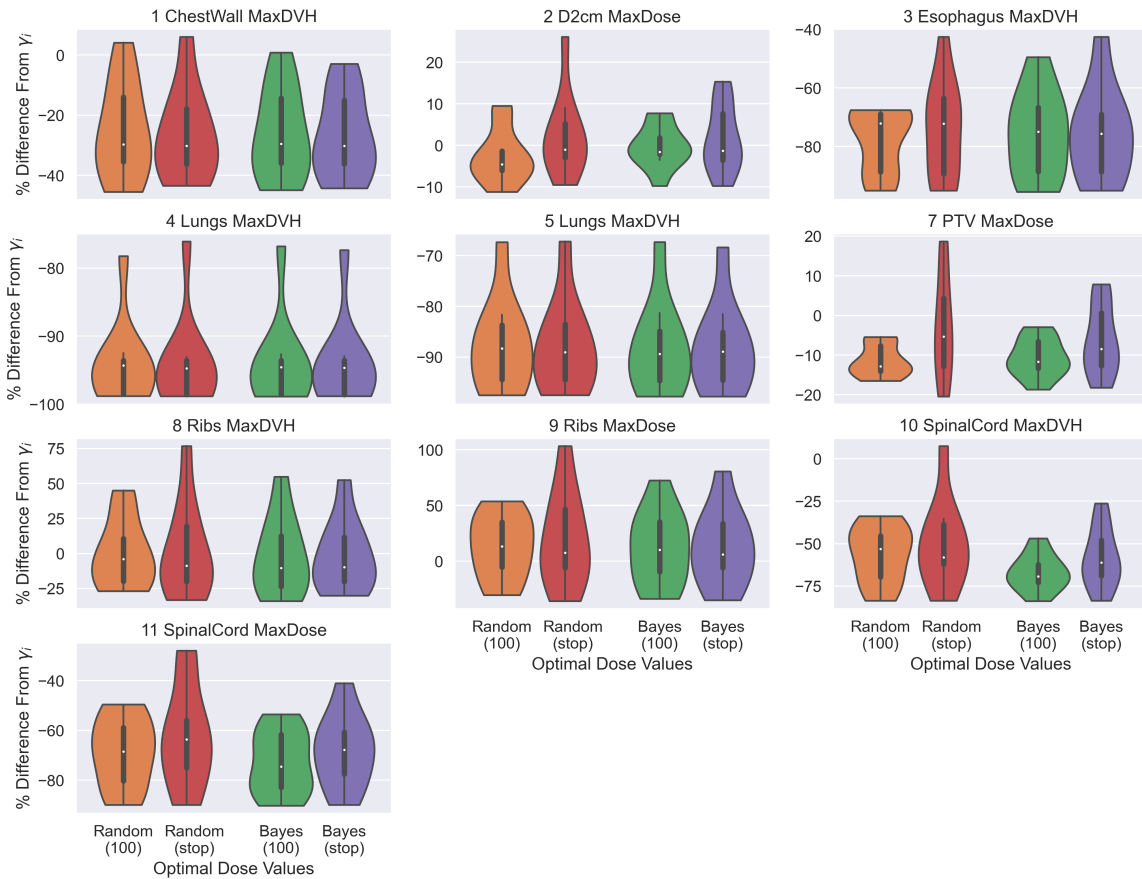 1 ChestWall MaxDVH
2 D2cm MaxDose
3 Esophagus MaxDVH
% Difference From γi
0
−20
−40
20
10
0
−10
−40
−60
−80
4 Lungs MaxDVH
5 Lungs MaxDVH
7 PTV MaxDose
% Difference From γi
−80
−90
−100
−70
−80
−90
20
10
0
−10
−20
8 Ribs MaxDVH
9 Ribs MaxDose
10 SpinalCord MaxDVH
% Difference From γi
75
50
25
0
−25
100
50
0
0
−25
−50
−75
Random (100)
Random (stop)
Bayes (100)
Bayes (stop)
Optimal Dose Values
Random (100)
Random (stop)
Bayes (100)
Bayes (stop)
Optimal Dose Values
11 SpinalCord MaxDose
% Difference From γi
−40
−60
−80
Random (100)
Random (stop)
Bayes (100)
Bayes (stop)
Optimal Dose Values